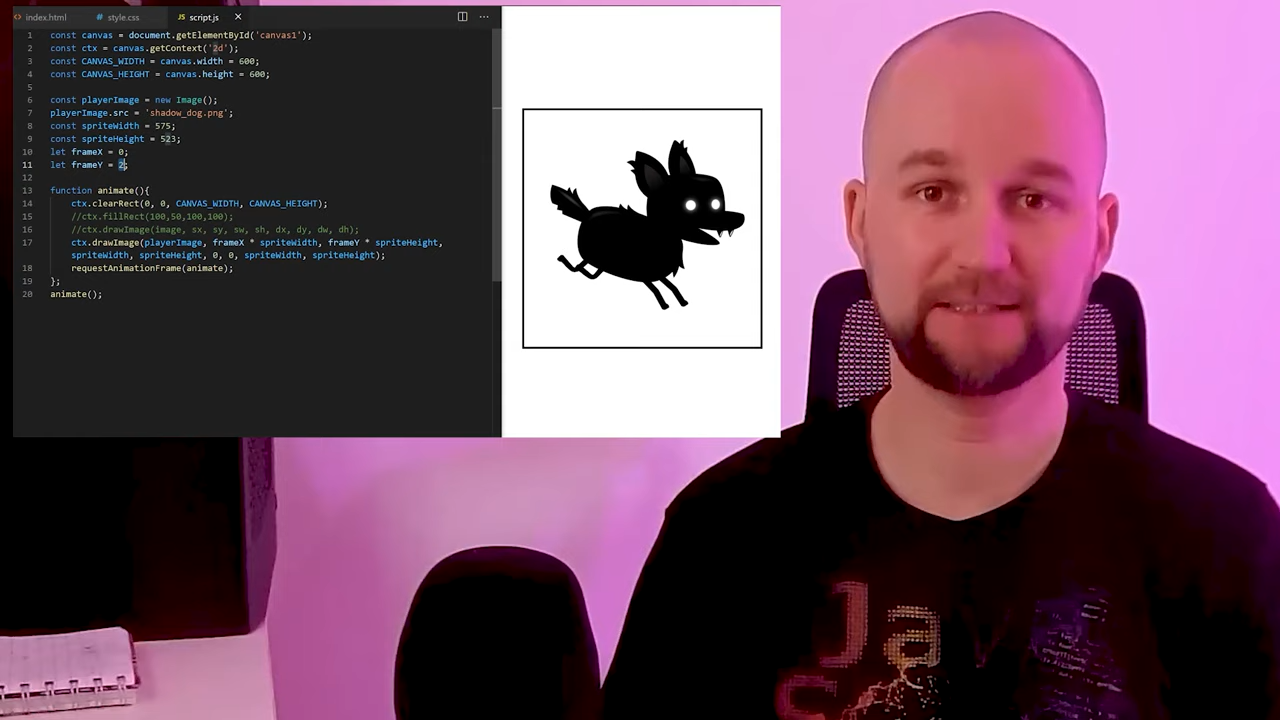 index.html # style.css JS script.js
1 const canvas = document.getElementById('canvas1');
2 const ctx = canvas.getContext('2d');
3 const CANVAS_WIDTH = canvas.width = 600;
4 const CANVAS_HEIGHT = canvas.height = 600;
5
6 const playerImage = new Image();
7 playerImage.src = 'shadow_dog.png';
8 const spriteWidth = 575;
9 const spriteHeight = 523;
10 let frameX = 0;
11 let frameY = 2;
12
13 function animate(){
14 ctx.clearRect(0, 0, CANVAS_WIDTH, CANVAS_HEIGHT);
15 //ctx.fillRect(100,50,100,100);
16 //ctx.drawImage(image, sx, sy, sw, sh, dx, dy, dw, dh);
17 ctx.drawImage(playerImage, frameX * spriteWidth, frameY * spriteHeight,
spriteWidth, spriteHeight, 0, 0, spriteWidth, spriteHeight);
18 requestAnimationFrame(animate);
19 };
20 animate();
Java